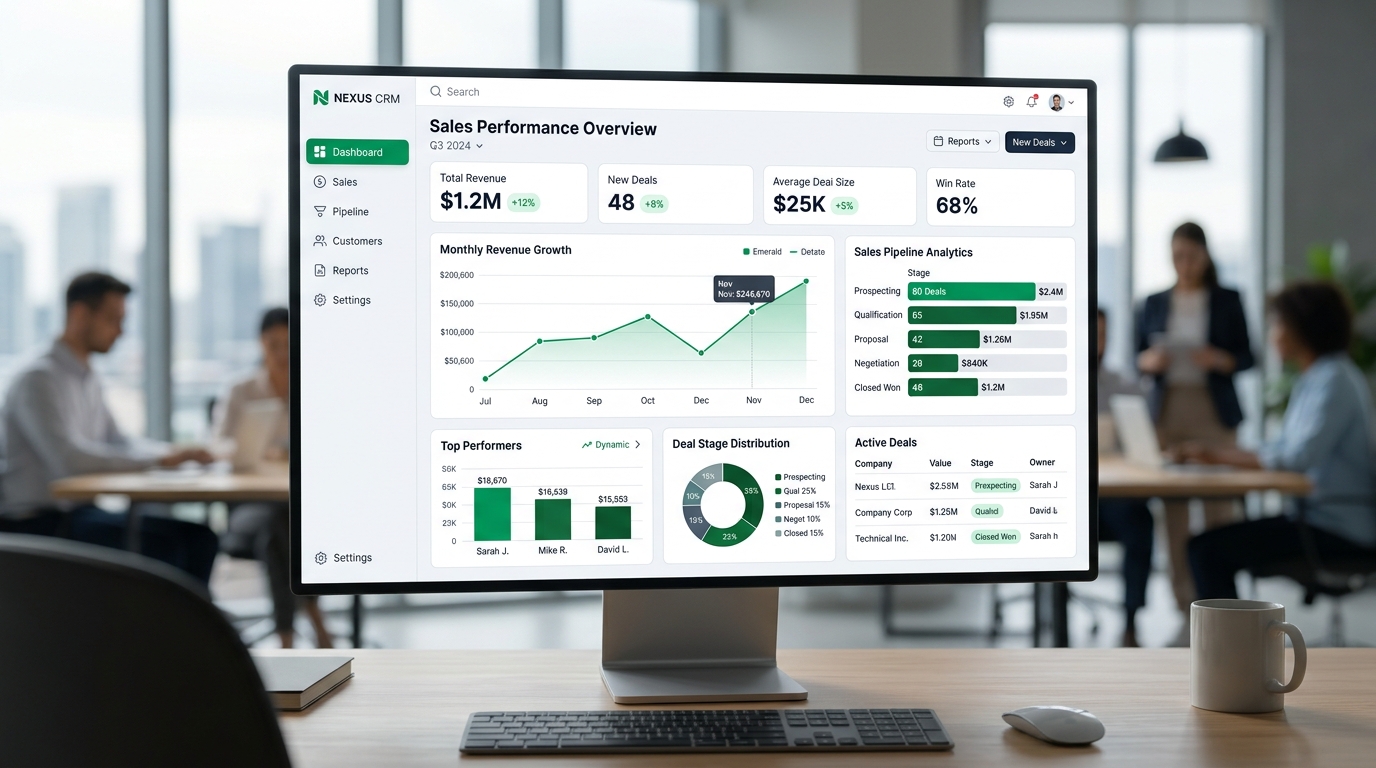 NEXUS CRM
Search
Dashboard
Sales
Pipeline
Customers
Reports
Settings
Settings
Sales Performance Overview
Q3 2024
Reports
New Deals
Total Revenue
$1.2M +12%
New Deals
48 +8%
Average Deal Size
$25K +5%
Win Rate
68%
Monthly Revenue Growth
Emerald Detate
$200,600
$150,000
$100,000
$50,600
0
Nov
Nov: $246,670
Jul Aug Sep Oct Dec Nov Dec
Sales Pipeline Analytics
Stage
Prospecting 80 Deals $2.4M
Qualification 65 $1.95M
Proposal 42 $1.26M
Negetiation 28 $840K
Closed Won 46 $1.2M
Top Performers
Dynamic
$6K
65K
$0K
23K
0
$18,670
$16,539
$15,553
Sarah J. Mike R. David L.
Deal Stage Distribution
15%
35%
10%
19%
23%
Prospecting
Gual 25%
Propesal 15%
Neget 10%
Closed 15%
Active Deals
Company Value Stage Owner
Nexus $2.58M Prexpecting Sarah J
Company Corp $1.25M Qualid David L
Technical Inc. $1.20M Closed Won Sarah h